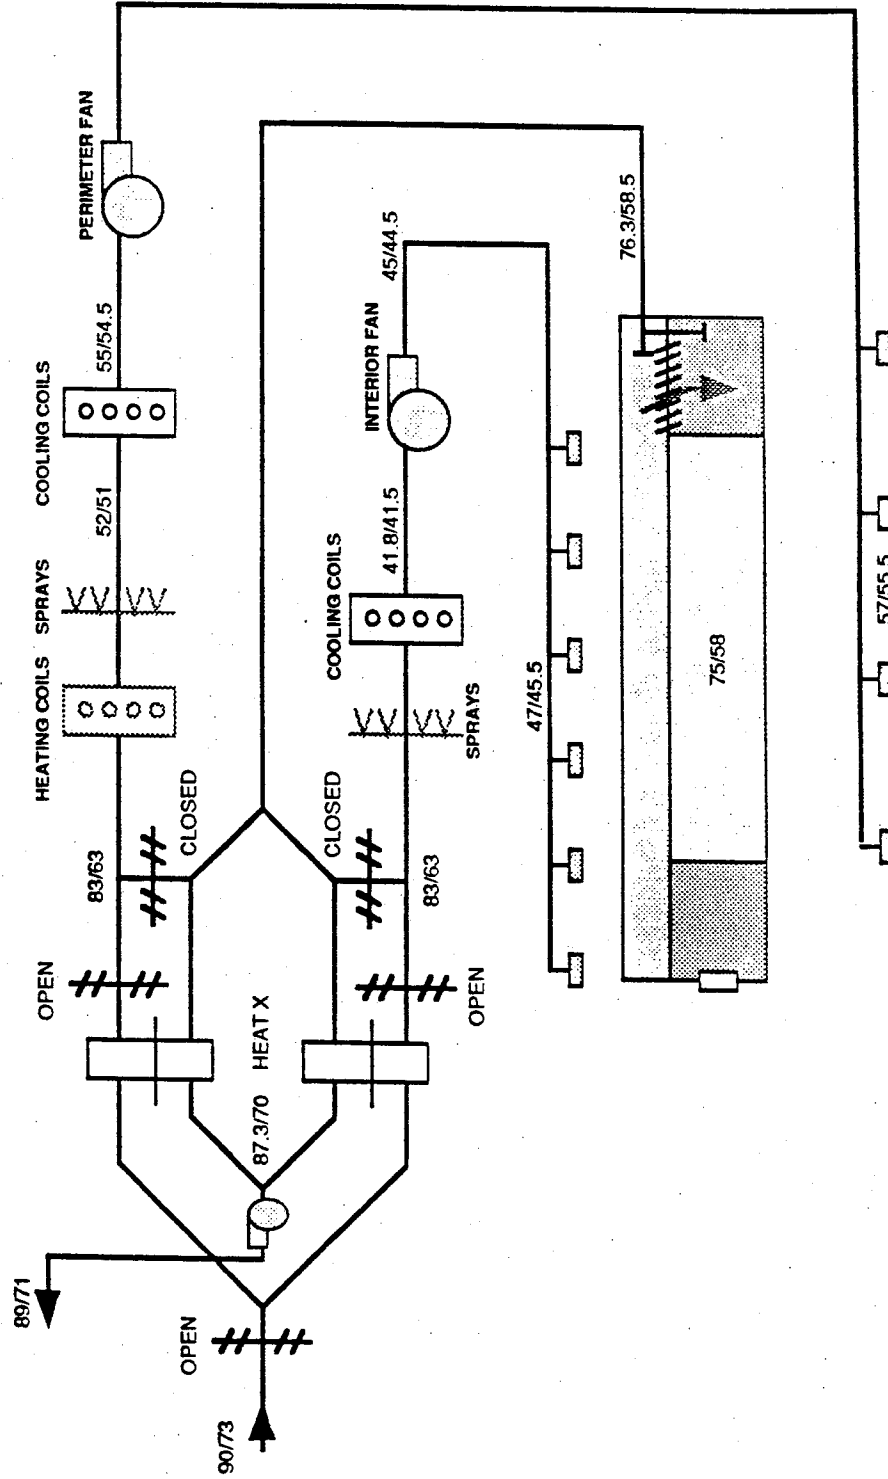 PERIMETER FAN
55/54.5
COOLING COILS
52/51
SPRAYS
HEATING COILS
83/63
CLOSED
OPEN
45/44.5
INTERIOR FAN
41.8/41.5
COOLING COILS
SPRAYS
CLOSED
83/63
OPEN
HEAT X
87.3/70
89/71
OPEN
90/73
76.3/58.5
47/45.5
75/58
57/55.5